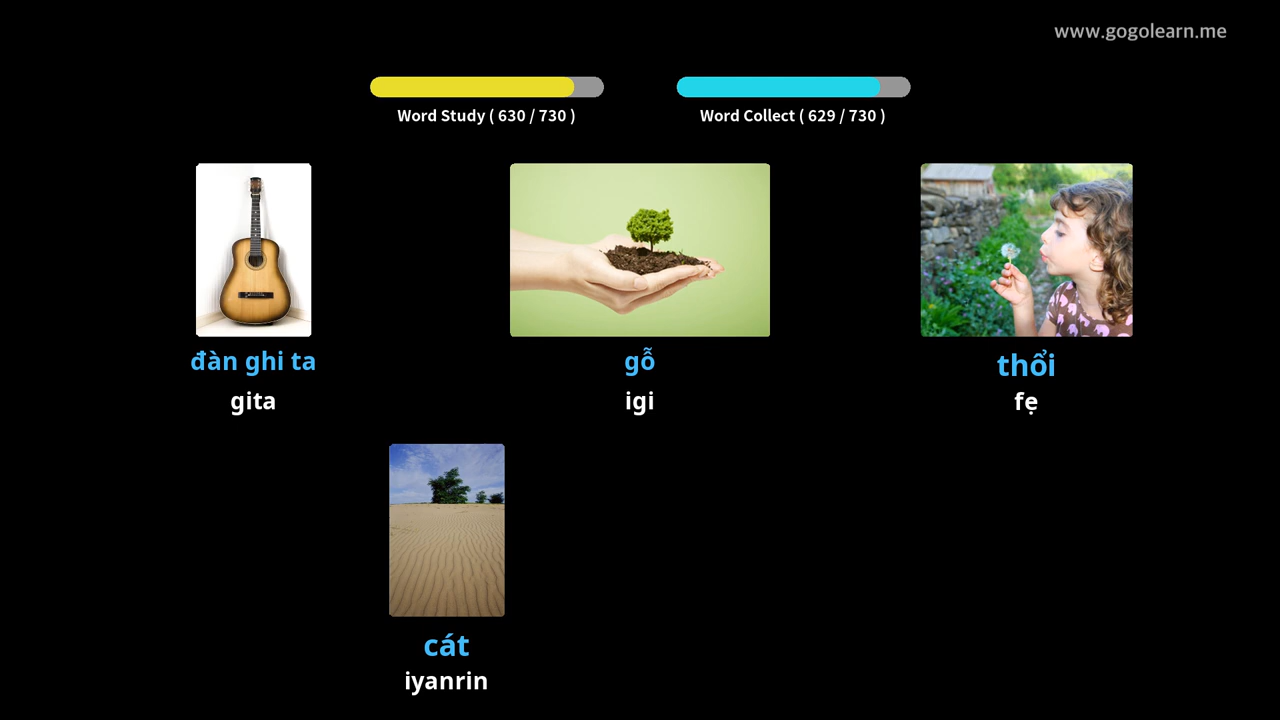 www.gogolearn.me
Word Study ( 630 / 730 )
Word Collect ( 629 / 730 )
đàn ghi ta
gita
gỗ
igi
thổi
fẹ
cát
iyanrin